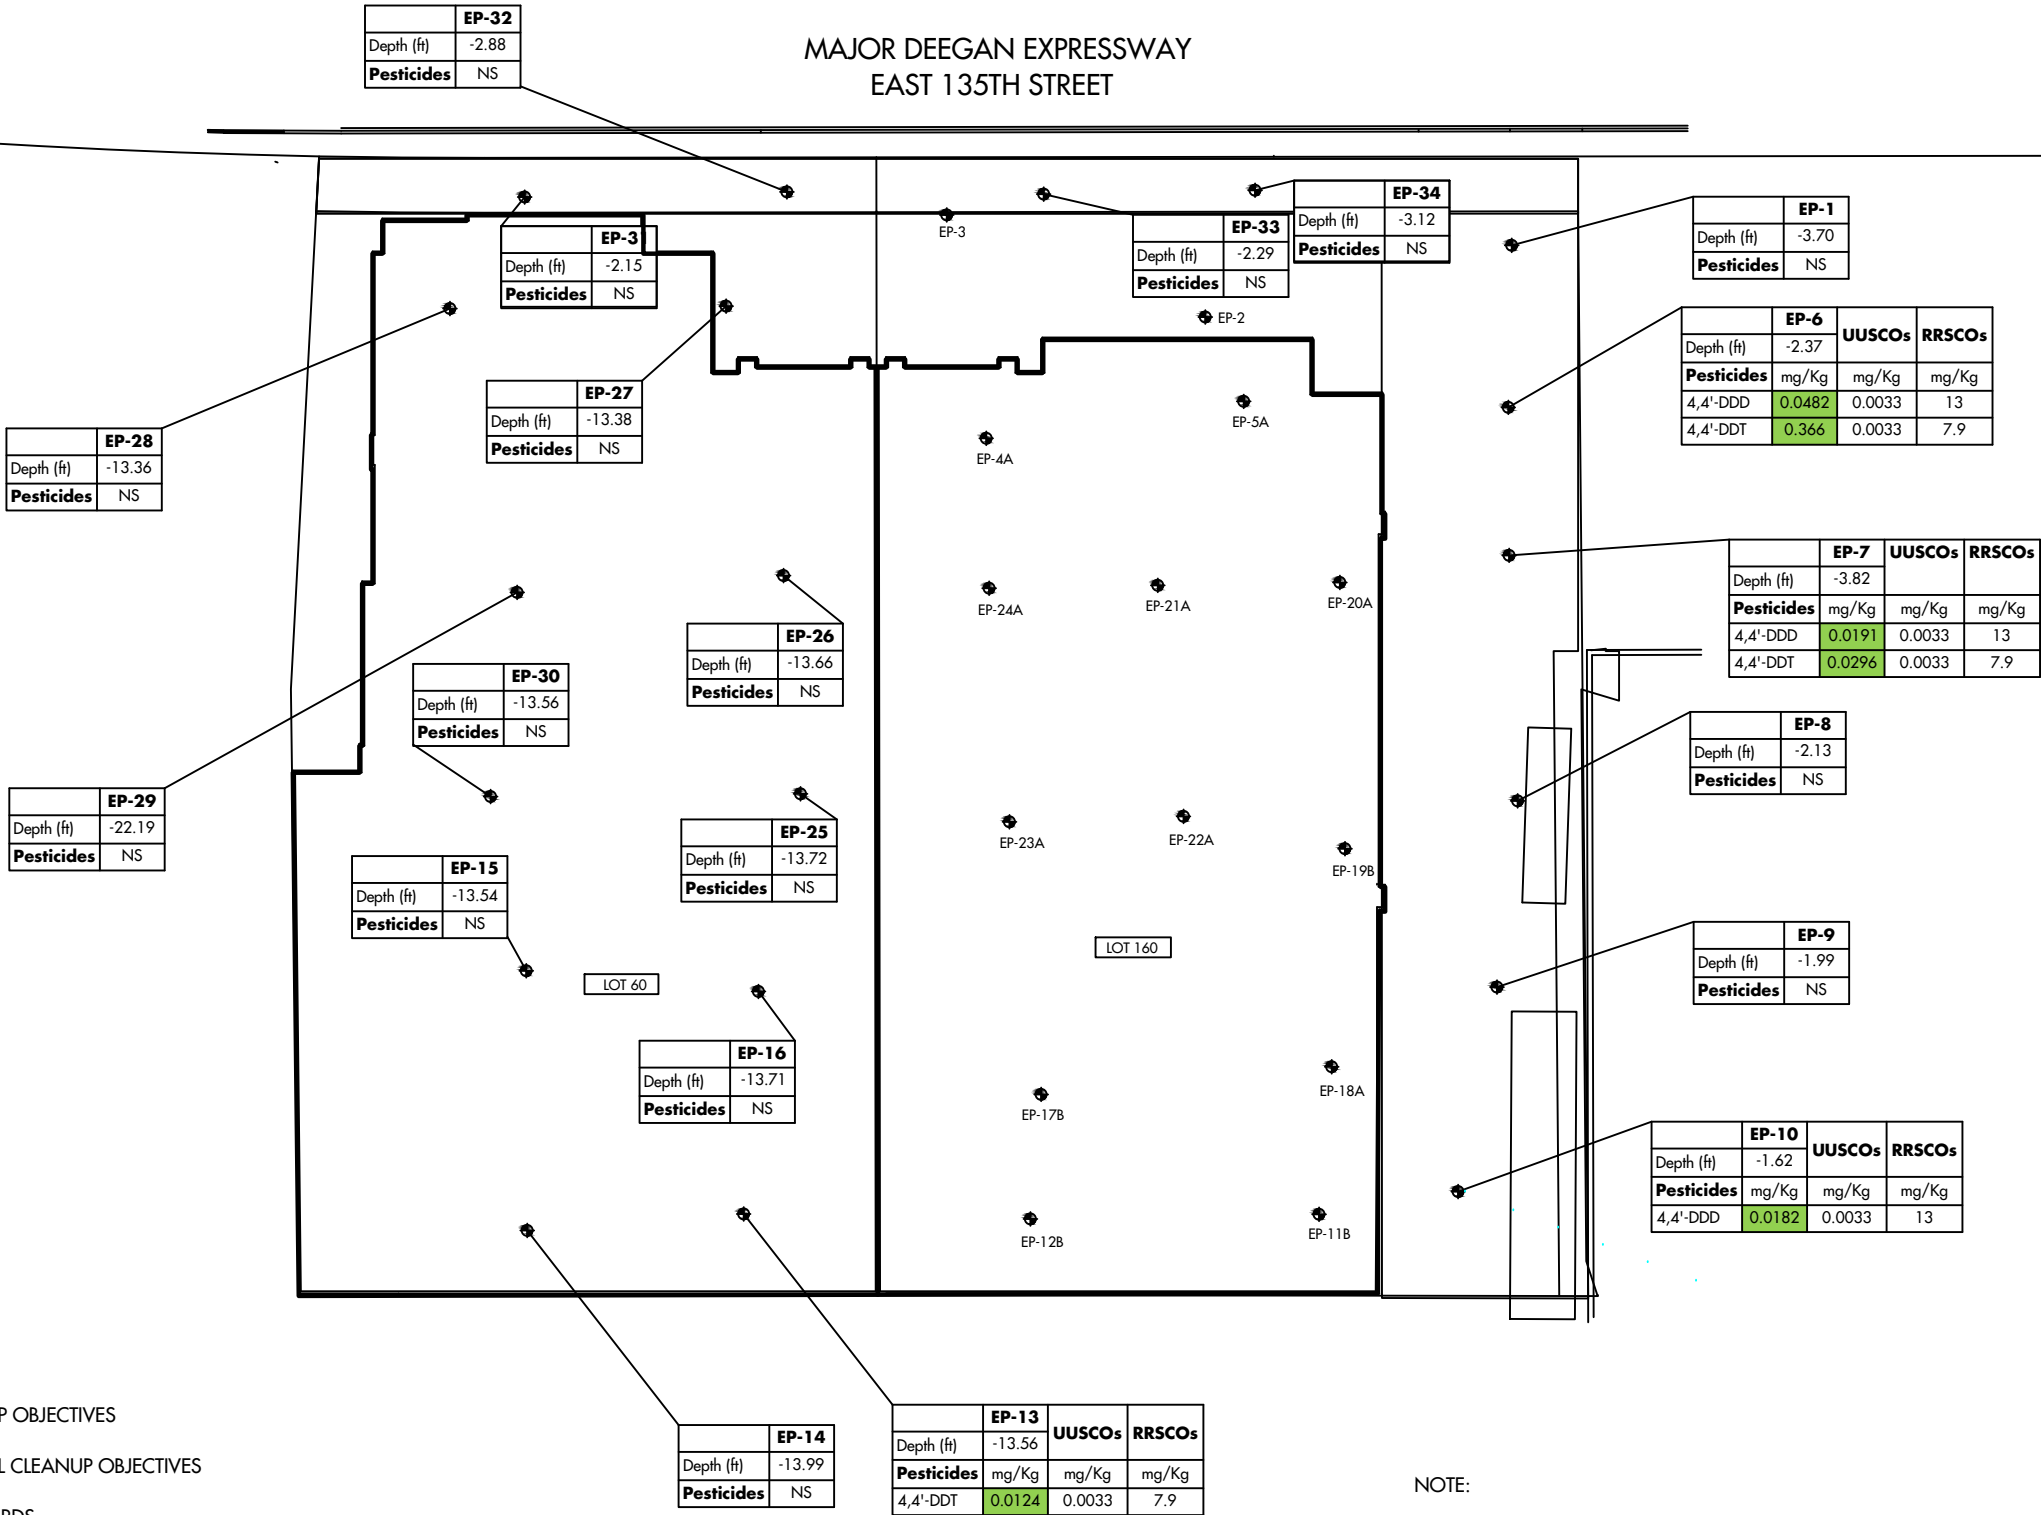 EP-32
Depth (ft) -2.88
Pesticides NS
MAJOR DEEGAN EXPRESSWAY
EAST 135TH STREET
EP-3
EP-34
Depth (ft) -3.12
Pesticides NS
EP-1
Depth (ft) -3.70
Pesticides NS
EP-31
Depth (ft) -2.15
Pesticides NS
EP-33
Depth (ft) -2.29
Pesticides NS
EP-2
EP-6 UUSCOs RRSCOs
Depth (ft) -2.37
Pesticides mg/Kg mg/Kg mg/Kg
4,4'-DDD 0.0482 0.0033 13
4,4'-DDT 0.366 0.0033 7.9
EP-27
Depth (ft) -13.38
Pesticides NS
EP-5A
EP-4A
EP-28
Depth (ft) -13.36
Pesticides NS
EP-7 UUSCOs RRSCOs
Depth (ft) -3.82
Pesticides mg/Kg mg/Kg mg/Kg
4,4'-DDD 0.0191 0.0033 13
4,4'-DDT 0.0296 0.0033 7.9
EP-24A
EP-21A
EP-20A
EP-26
Depth (ft) -13.66
Pesticides NS
EP-30
Depth (ft) -13.56
Pesticides NS
EP-8
Depth (ft) -2.13
Pesticides NS
EP-29
Depth (ft) -22.19
Pesticides NS
EP-25
Depth (ft) -13.72
Pesticides NS
EP-23A
EP-22A
EP-19B
EP-15
Depth (ft) -13.54
Pesticides NS
LOT 160
EP-9
Depth (ft) -1.99
Pesticides NS
LOT 60
EP-16
Depth (ft) -13.71
Pesticides NS
EP-17B
EP-18A
EP-10 UUSCOs RRSCOs
Depth (ft) -1.62
Pesticides mg/Kg mg/Kg mg/Kg
4,4'-DDD 0.0182 0.0033 13
EP-12B
EP-11B
P OBJECTIVES
L CLEANUP OBJECTIVES
EP-14
Depth (ft) -13.99
Pesticides NS
EP-13 UUSCOs RRSCOs
Depth (ft) -13.56
Pesticides mg/Kg mg/Kg mg/Kg
4,4'-DDT 0.0124 0.0033 7.9
NOTE: